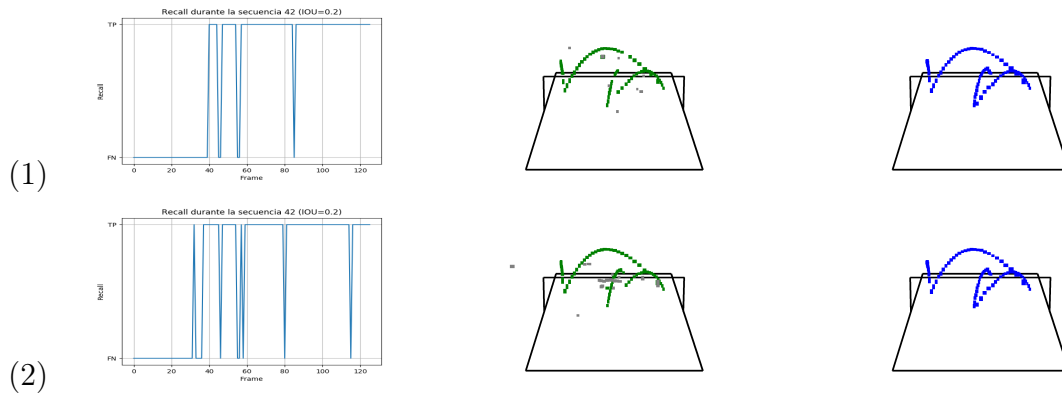 Recall durante la secuencia 42 (IOU=0.2)
TP
Recall
FN
0 20 40 60 80 100 120
Frame
(1)
Recall durante la secuencia 42 (IOU=0.2)
TP
Recall
FN
0 20 40 60 80 100 120
Frame
(2)